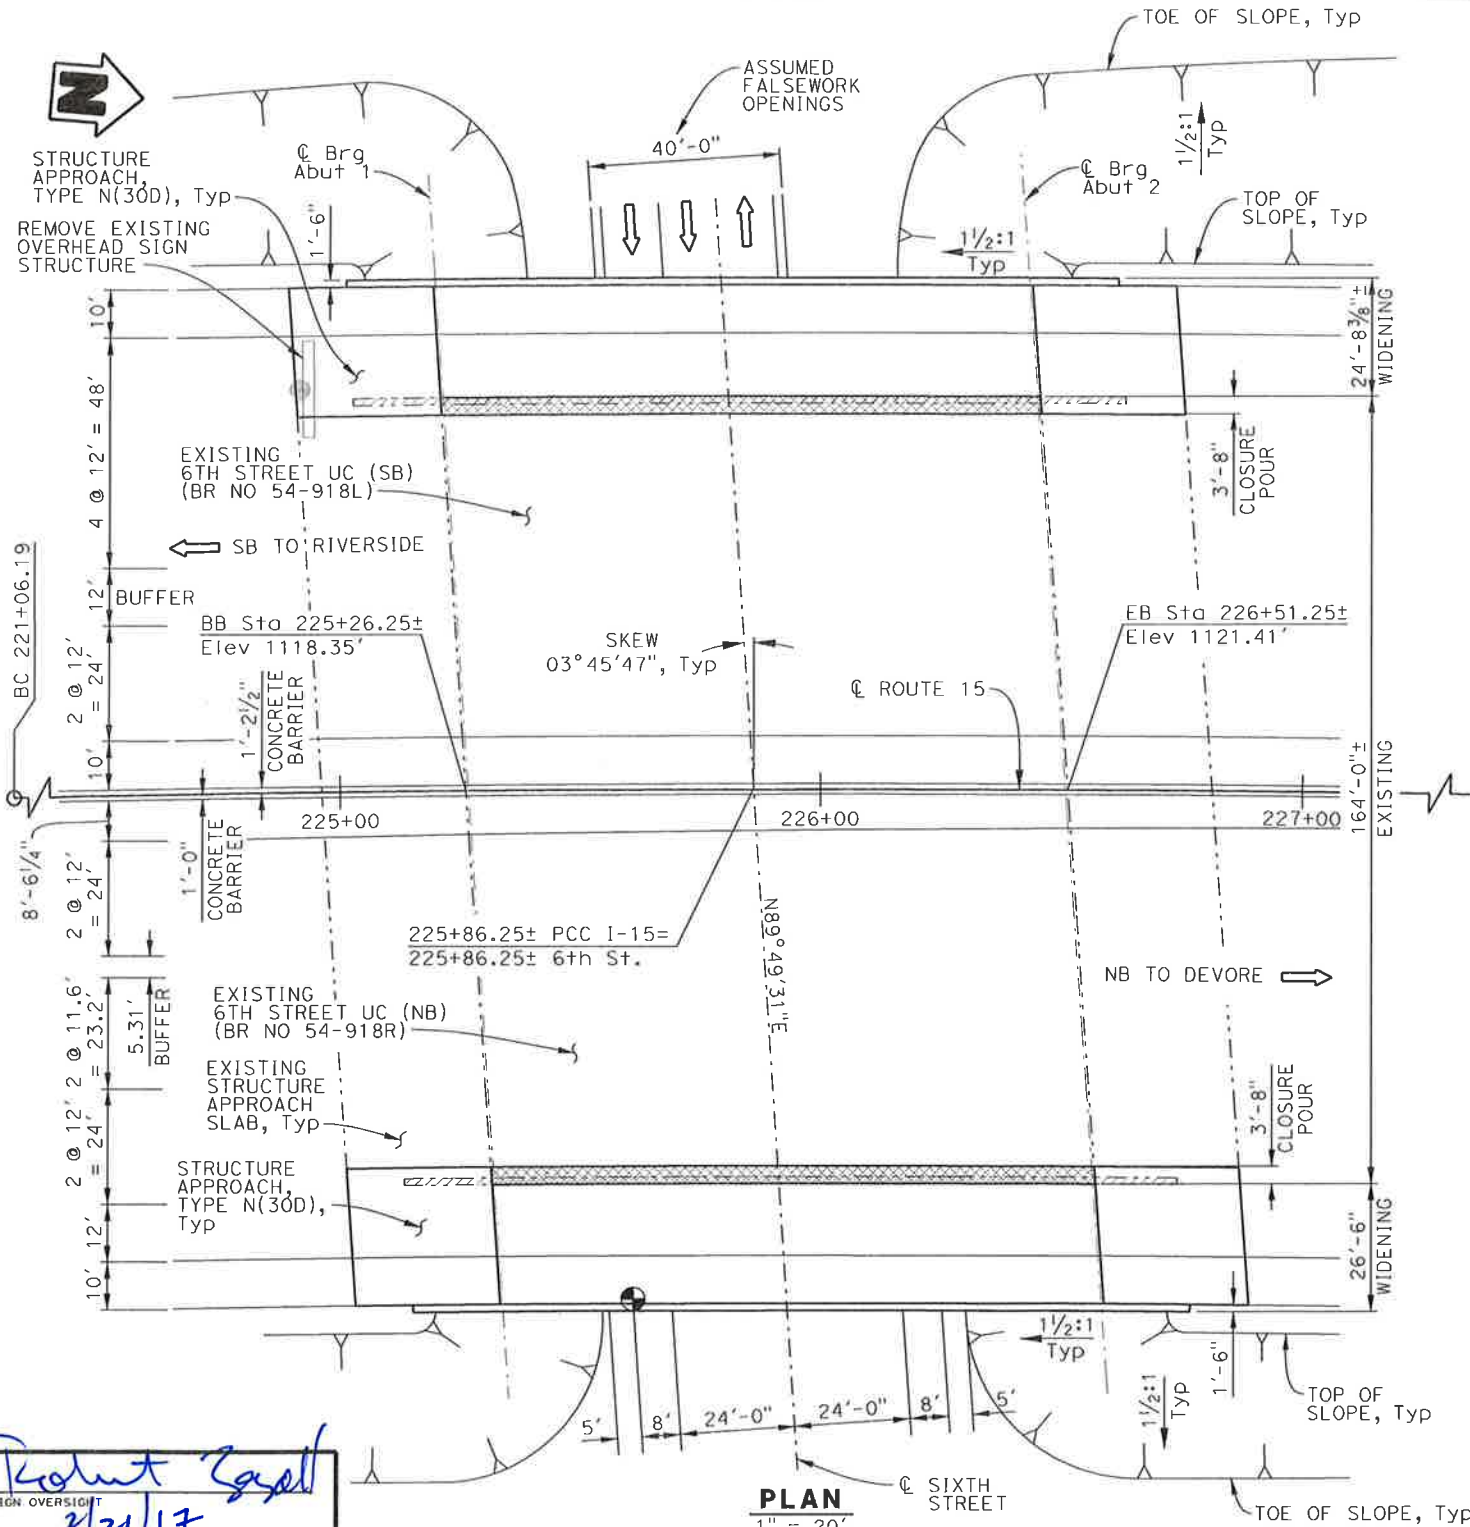 TOE OF SLOPE, Typ
N
ASSUMED
FALSEWORK
OPENINGS
40'-0"
1½:1
Typ
STRUCTURE
APPROACH,
TYPE N(30D), Typ
℄ Brg
Abut 1
℄ Brg
Abut 2
TOP OF
SLOPE, Typ
REMOVE EXISTING
OVERHEAD SIGN
STRUCTURE
1'-6"
1½:1
Typ
10'
24'-8⅜"±
WIDENING
4 @ 12' = 48'
3'-8"
CLOSURE
POUR
EXISTING
6TH STREET UC (SB)
(BR NO 54-918L)
SB TO RIVERSIDE
BC 221+06.19
12'
BUFFER
BB Sta 225+26.25±
Elev 1118.35'
SKEW
03°45'47", Typ
EB Sta 226+51.25±
Elev 1121.41'
2 @ 12'
= 24'
1'-2½"
CONCRETE
BARRIER
℄ ROUTE 15
10'
164'-0"±
EXISTING
225+00
226+00
227+00
8'-6¼"
1'-0"
CONCRETE
BARRIER
2 @ 12'
= 24'
N89°49'31"E
225+86.25± PCC I-15=
225+86.25± 6th St.
NB TO DEVORE
5.31'
BUFFER
2 @ 11.6'
= 23.2'
EXISTING
6TH STREET UC (NB)
(BR NO 54-918R)
EXISTING
STRUCTURE
APPROACH
SLAB, Typ
3'-8"
CLOSURE
POUR
2 @ 12'
= 24'
STRUCTURE
APPROACH,
TYPE N(30D),
Typ
12'
26'-6"
WIDENING
10'
1½:1
Typ
1'-6"
TOP OF
SLOPE, Typ
5'
8'
24'-0"
24'-0"
8'
5'
1½:1
Typ
℄ SIXTH
STREET
PLAN
1" = 20'
TOE OF SLOPE, Typ
IGN OVERSIGHT